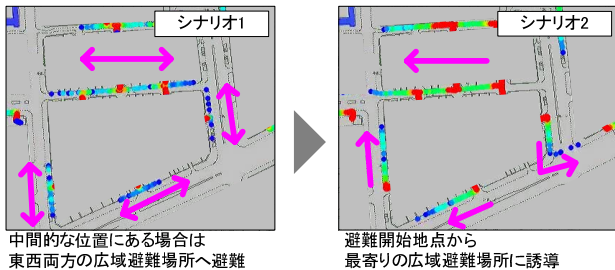 シナリオ1
シナリオ2
中間的な位置にある場合は
東西両方の広域避難場所へ避難
避難開始地点から
最寄りの広域避難場所に誘導